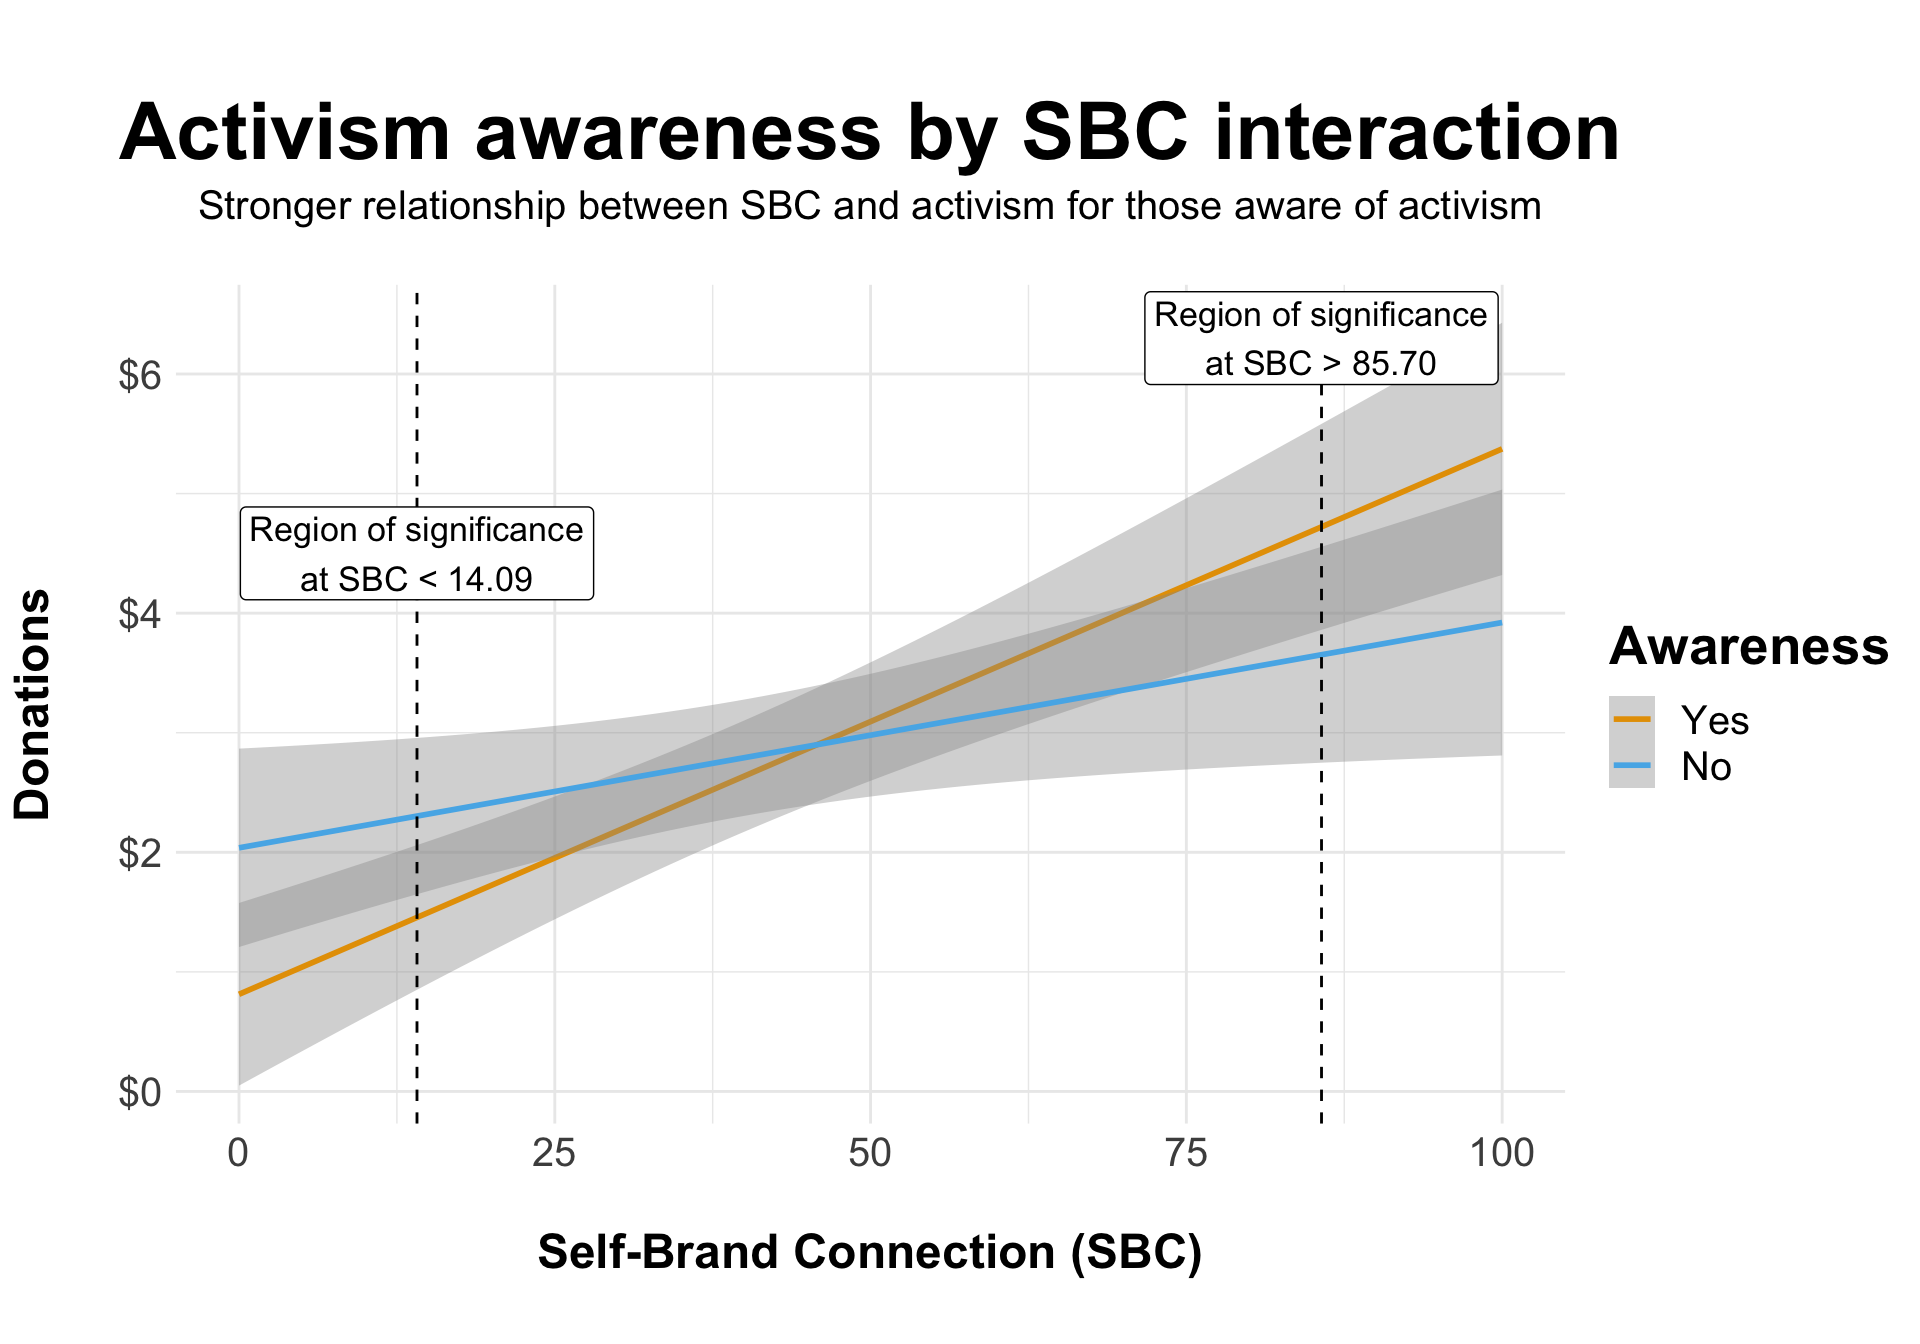 Activism awareness by SBC interaction
Stronger relationship between SBC and activism for those aware of activism
Region of significance
at SBC > 85.70
$6
Region of significance
at SBC < 14.09
$4
Donations
Awareness
Yes
No
$2
$0
0 25 50 75 100
Self-Brand Connection (SBC)